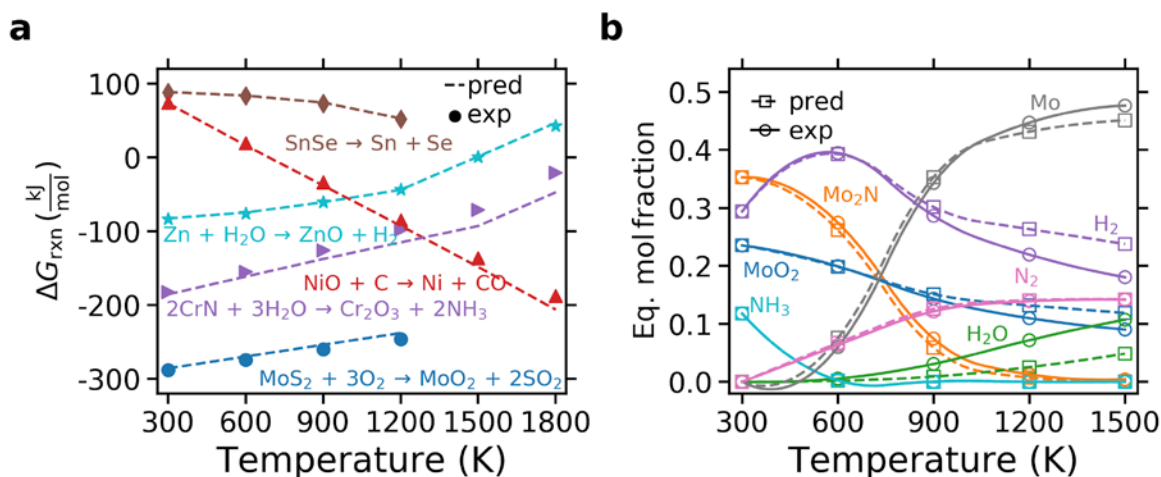 a
b
ΔG_rxn (kJ/mol)
100
0
-100
-200
-300
pred
exp
SnSe → Sn + Se
Zn + H₂O → ZnO + H₂
NiO + C → Ni + CO
2CrN + 3H₂O → Cr₂O₃ + 2NH₃
MoS₂ + 3O₂ → MoO₂ + 2SO₂
300 600 900 1200 1500 1800
Temperature (K)
Eq. mol fraction
0.5
0.4
0.3
0.2
0.1
0.0
pred
exp
Mo
Mo₂N
H₂
MoO₂
N₂
NH₃
H₂O
300 600 900 1200 1500
Temperature (K)